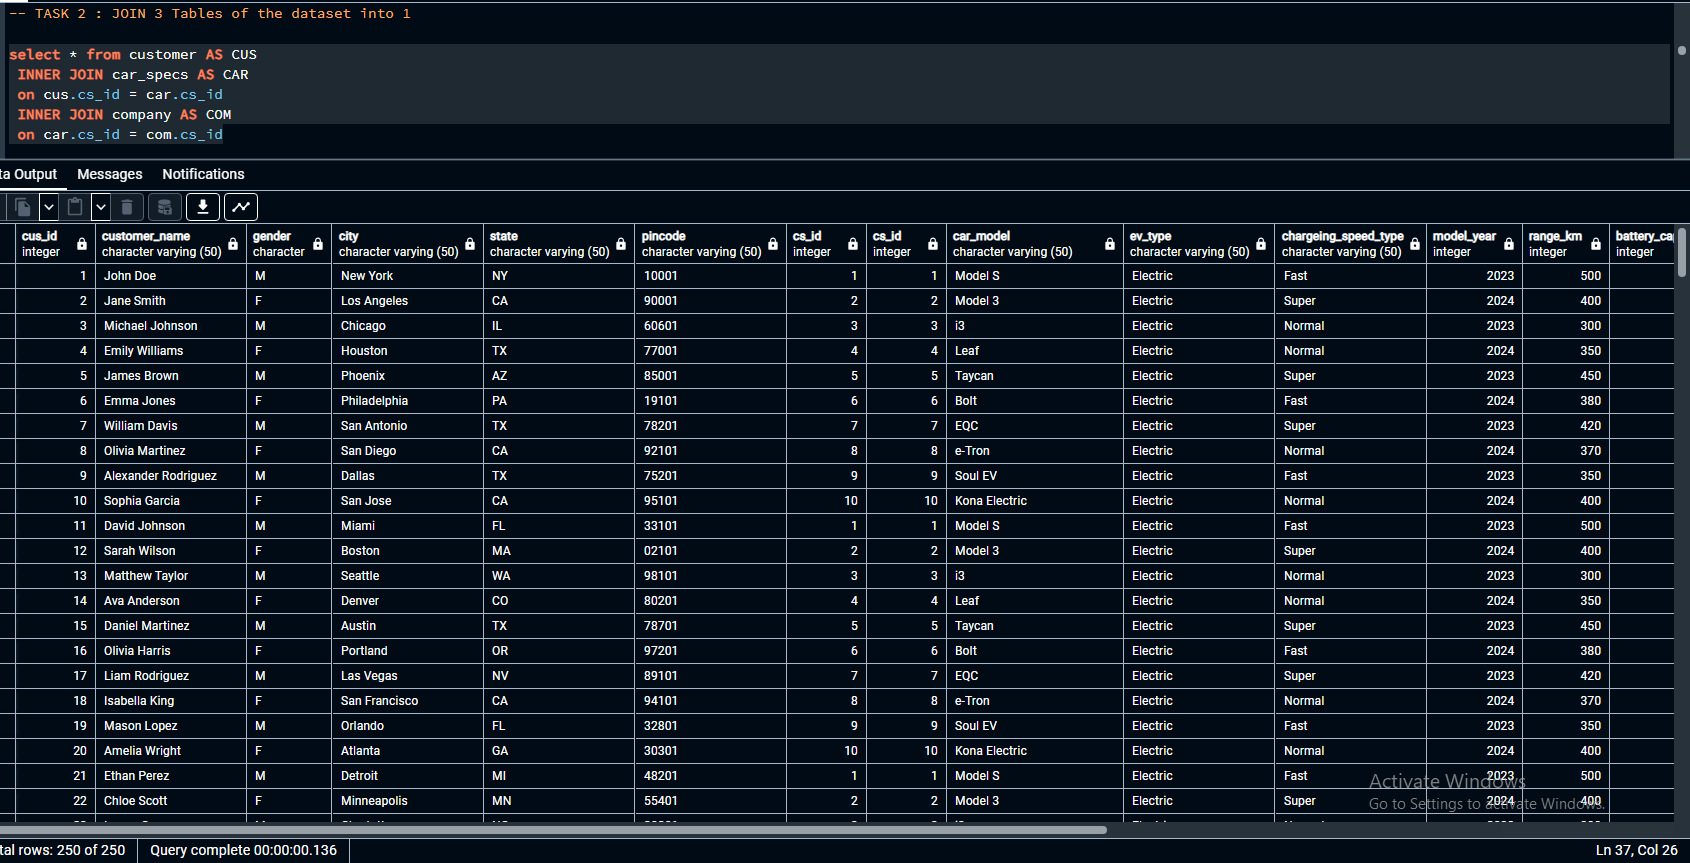 -- TASK 2 : JOIN 3 Tables of the dataset into 1
select * from customer AS CUS
INNER JOIN car_specs AS CAR
on cus.cs_id = car.cs_id
INNER JOIN company AS COM
on car.cs_id = com.cs_id
ta Output Messages Notifications
cus_id customer_name gender city state pincode cs_id cs_id car_model ev_type chargeing_speed_type model_year range_km battery_ca
integer character varying (50) character character varying (50) character varying (50) character varying (50) integer integer character varying (50) character varying (50) character varying (50) integer integer integer
1 John Doe M New York NY 10001 1 1 Model S Electric Fast 2023 500
2 Jane Smith F Los Angeles CA 90001 2 2 Model 3 Electric Super 2024 400
3 Michael Johnson M Chicago IL 60601 3 3 i3 Electric Normal 2023 300
4 Emily Williams F Houston TX 77001 4 4 Leaf Electric Normal 2024 350
5 James Brown M Phoenix AZ 85001 5 5 Taycan Electric Super 2023 450
6 Emma Jones F Philadelphia PA 19101 6 6 Bolt Electric Fast 2024 380
7 William Davis M San Antonio TX 78201 7 7 EQC Electric Super 2023 420
8 Olivia Martinez F San Diego CA 92101 8 8 e-Tron Electric Normal 2024 370
9 Alexander Rodriguez M Dallas TX 75201 9 9 Soul EV Electric Fast 2023 350
10 Sophia Garcia F San Jose CA 95101 10 10 Kona Electric Electric Normal 2024 400
11 David Johnson M Miami FL 33101 1 1 Model S Electric Fast 2023 500
12 Sarah Wilson F Boston MA 02101 2 2 Model 3 Electric Super 2024 400
13 Matthew Taylor M Seattle WA 98101 3 3 i3 Electric Normal 2023 300
14 Ava Anderson F Denver CO 80201 4 4 Leaf Electric Normal 2024 350
15 Daniel Martinez M Austin TX 78701 5 5 Taycan Electric Super 2023 450
16 Olivia Harris F Portland OR 97201 6 6 Bolt Electric Fast 2024 380
17 Liam Rodriguez M Las Vegas NV 89101 7 7 EQC Electric Super 2023 420
18 Isabella King F San Francisco CA 94101 8 8 e-Tron Electric Normal 2024 370
19 Mason Lopez M Orlando FL 32801 9 9 Soul EV Electric Fast 2023 350
20 Amelia Wright F Atlanta GA 30301 10 10 Kona Electric Electric Normal 2024 400
21 Ethan Perez M Detroit MI 48201 1 1 Model S Electric Fast 2023 500
22 Chloe Scott F Minneapolis MN 55401 2 2 Model 3 Electric Super 2024 400
Activate Windows
Go to Settings to activate Windows.
tal rows: 250 of 250 Query complete 00:00:00.136 Ln 37, Col 26